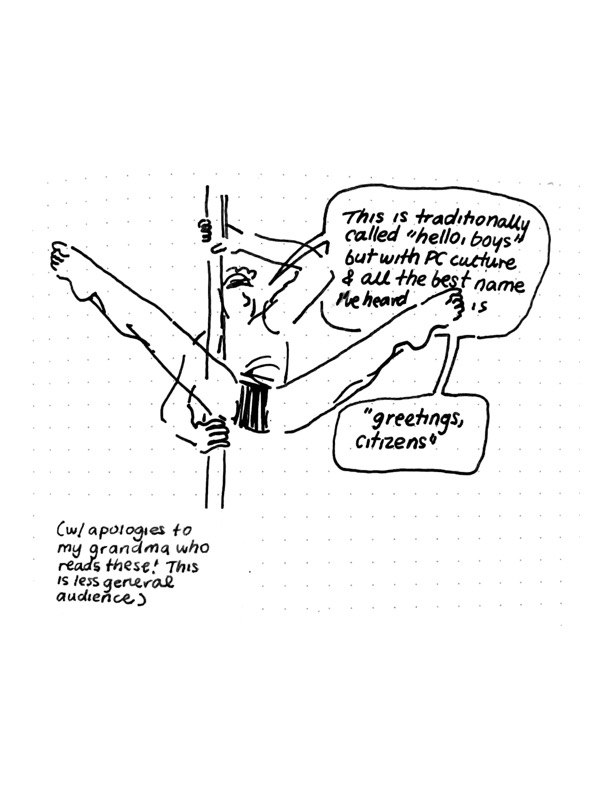 This is traditionally
called "hello, boys"
but with PC culture
& all the best name
I've heard is
"greetings,
citizens"
(w/ apologies to
my grandma who
reads these! This
is less general
audience)